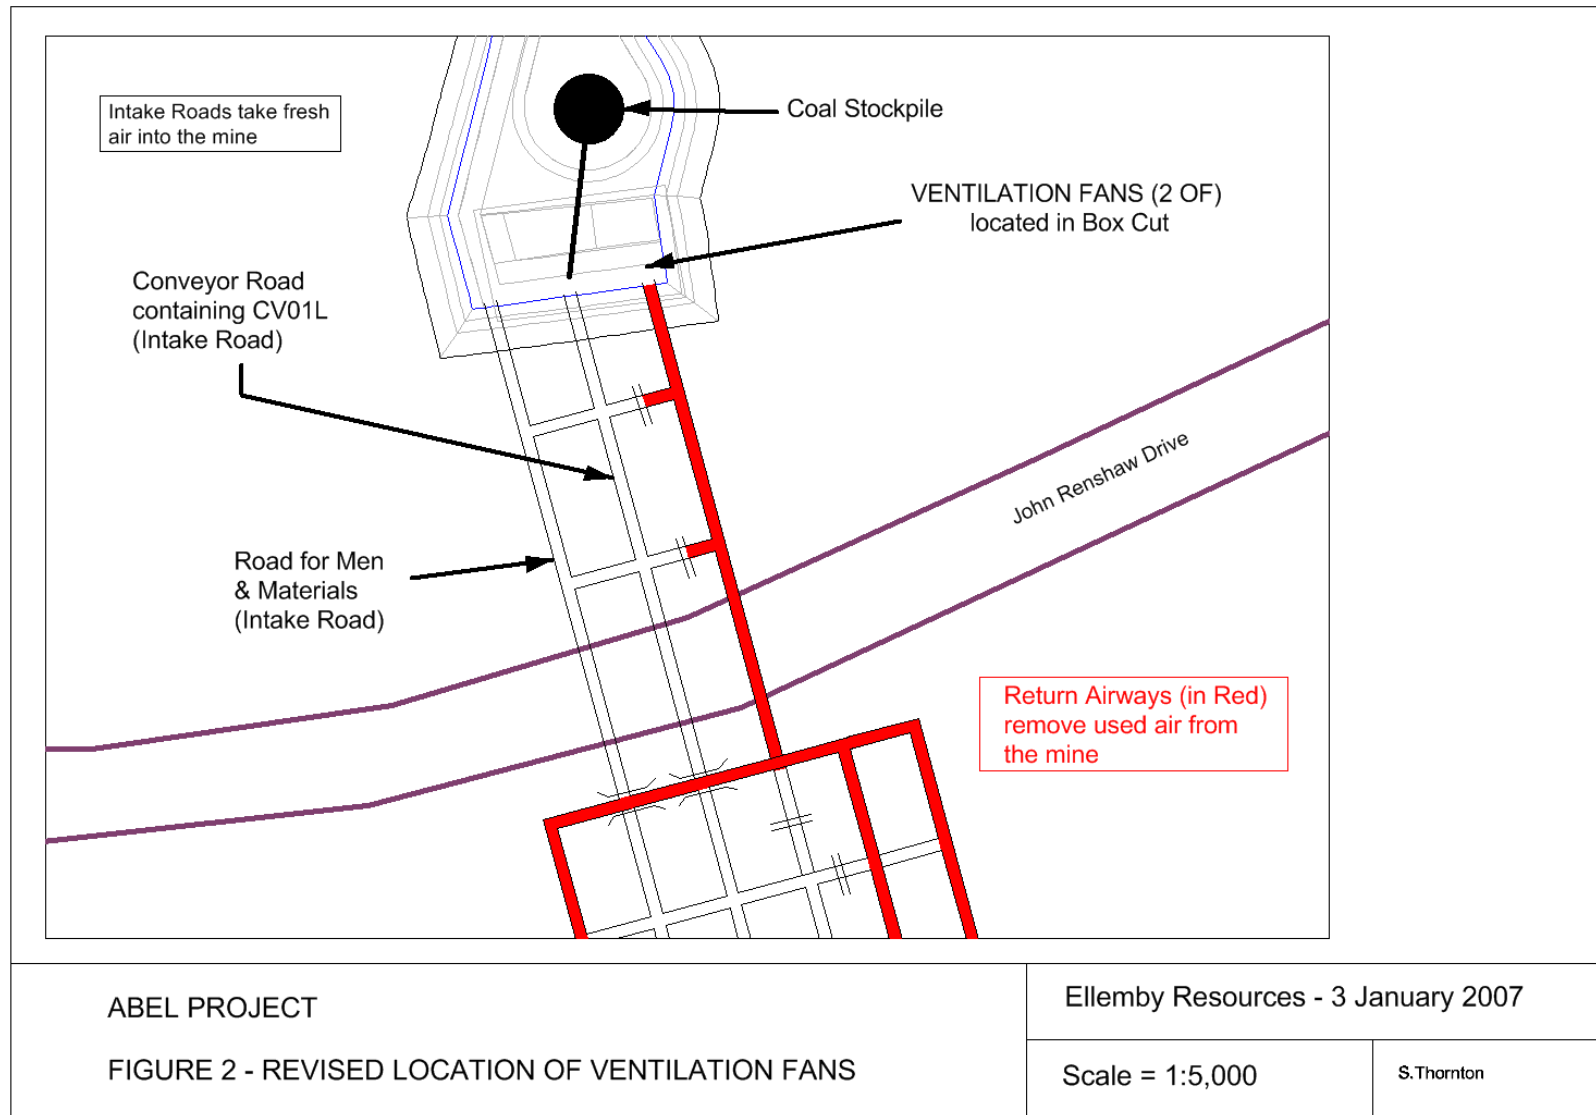 Intake Roads take fresh
air into the mine
Coal Stockpile
VENTILATION FANS (2 OF)
located in Box Cut
Conveyor Road
containing CV01L
(Intake Road)
John Renshaw Drive
Road for Men
& Materials
(Intake Road)
Return Airways (in Red)
remove used air from
the mine
ABEL PROJECT
FIGURE 2 - REVISED LOCATION OF VENTILATION FANS
Ellemby Resources - 3 January 2007
Scale = 1:5,000
S.Thornton